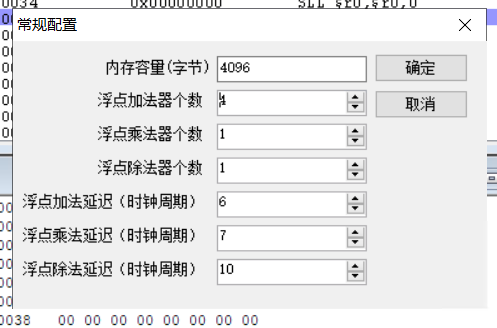 0034 0x00000000 SLL $r0,$r0,0
常规配置
内存容量(字节) 4096 确定
浮点加法器个数 4 取消
浮点乘法器个数 1
浮点除法器个数 1
浮点加法延迟（时钟周期） 6
浮点乘法延迟（时钟周期） 7
浮点除法延迟（时钟周期） 10
0038 00 00 00 00 00 00 00 00